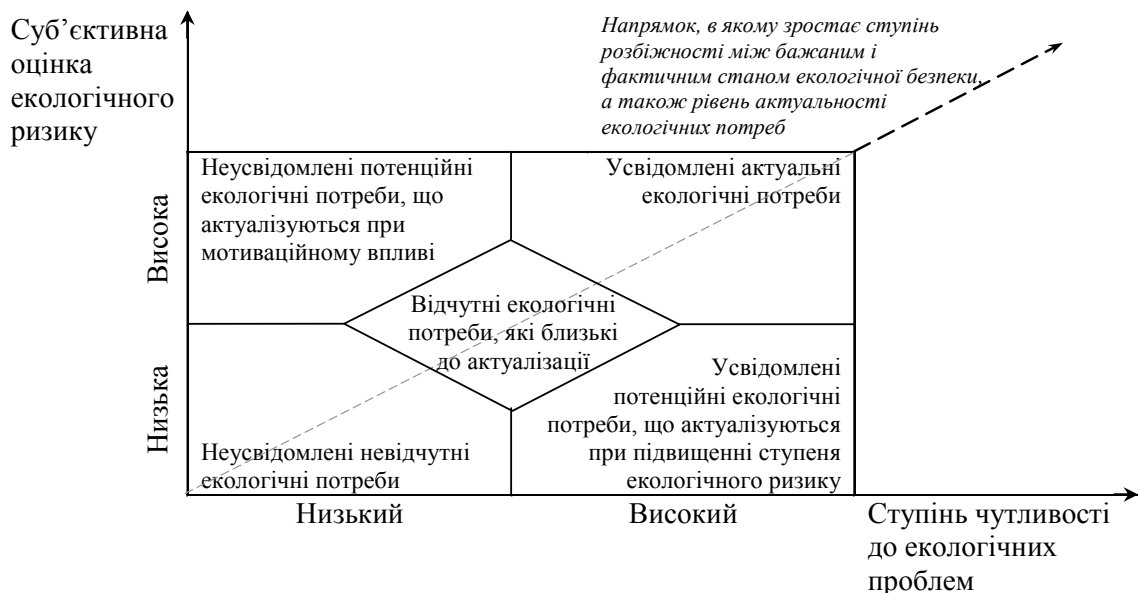 Суб’єктивна
оцінка
екологічного
ризику
Напрямок, в якому зростає ступінь
розбіжності між бажаним і
фактичним станом екологічної безпеки,
а також рівень актуальності
екологічних потреб
Висока
Неусвідомлені потенційні
екологічні потреби, що
актуалізуються при
мотиваційному впливі
Усвідомлені актуальні
екологічні потреби
Відчутні екологічні
потреби, які близькі
до актуалізації
Низька
Неусвідомлені невідчутні
екологічні потреби
Усвідомлені
потенційні екологічні
потреби, що актуалізуються
при підвищенні ступеня
екологічного ризику
Низький
Високий
Ступінь чутливості
до екологічних
проблем